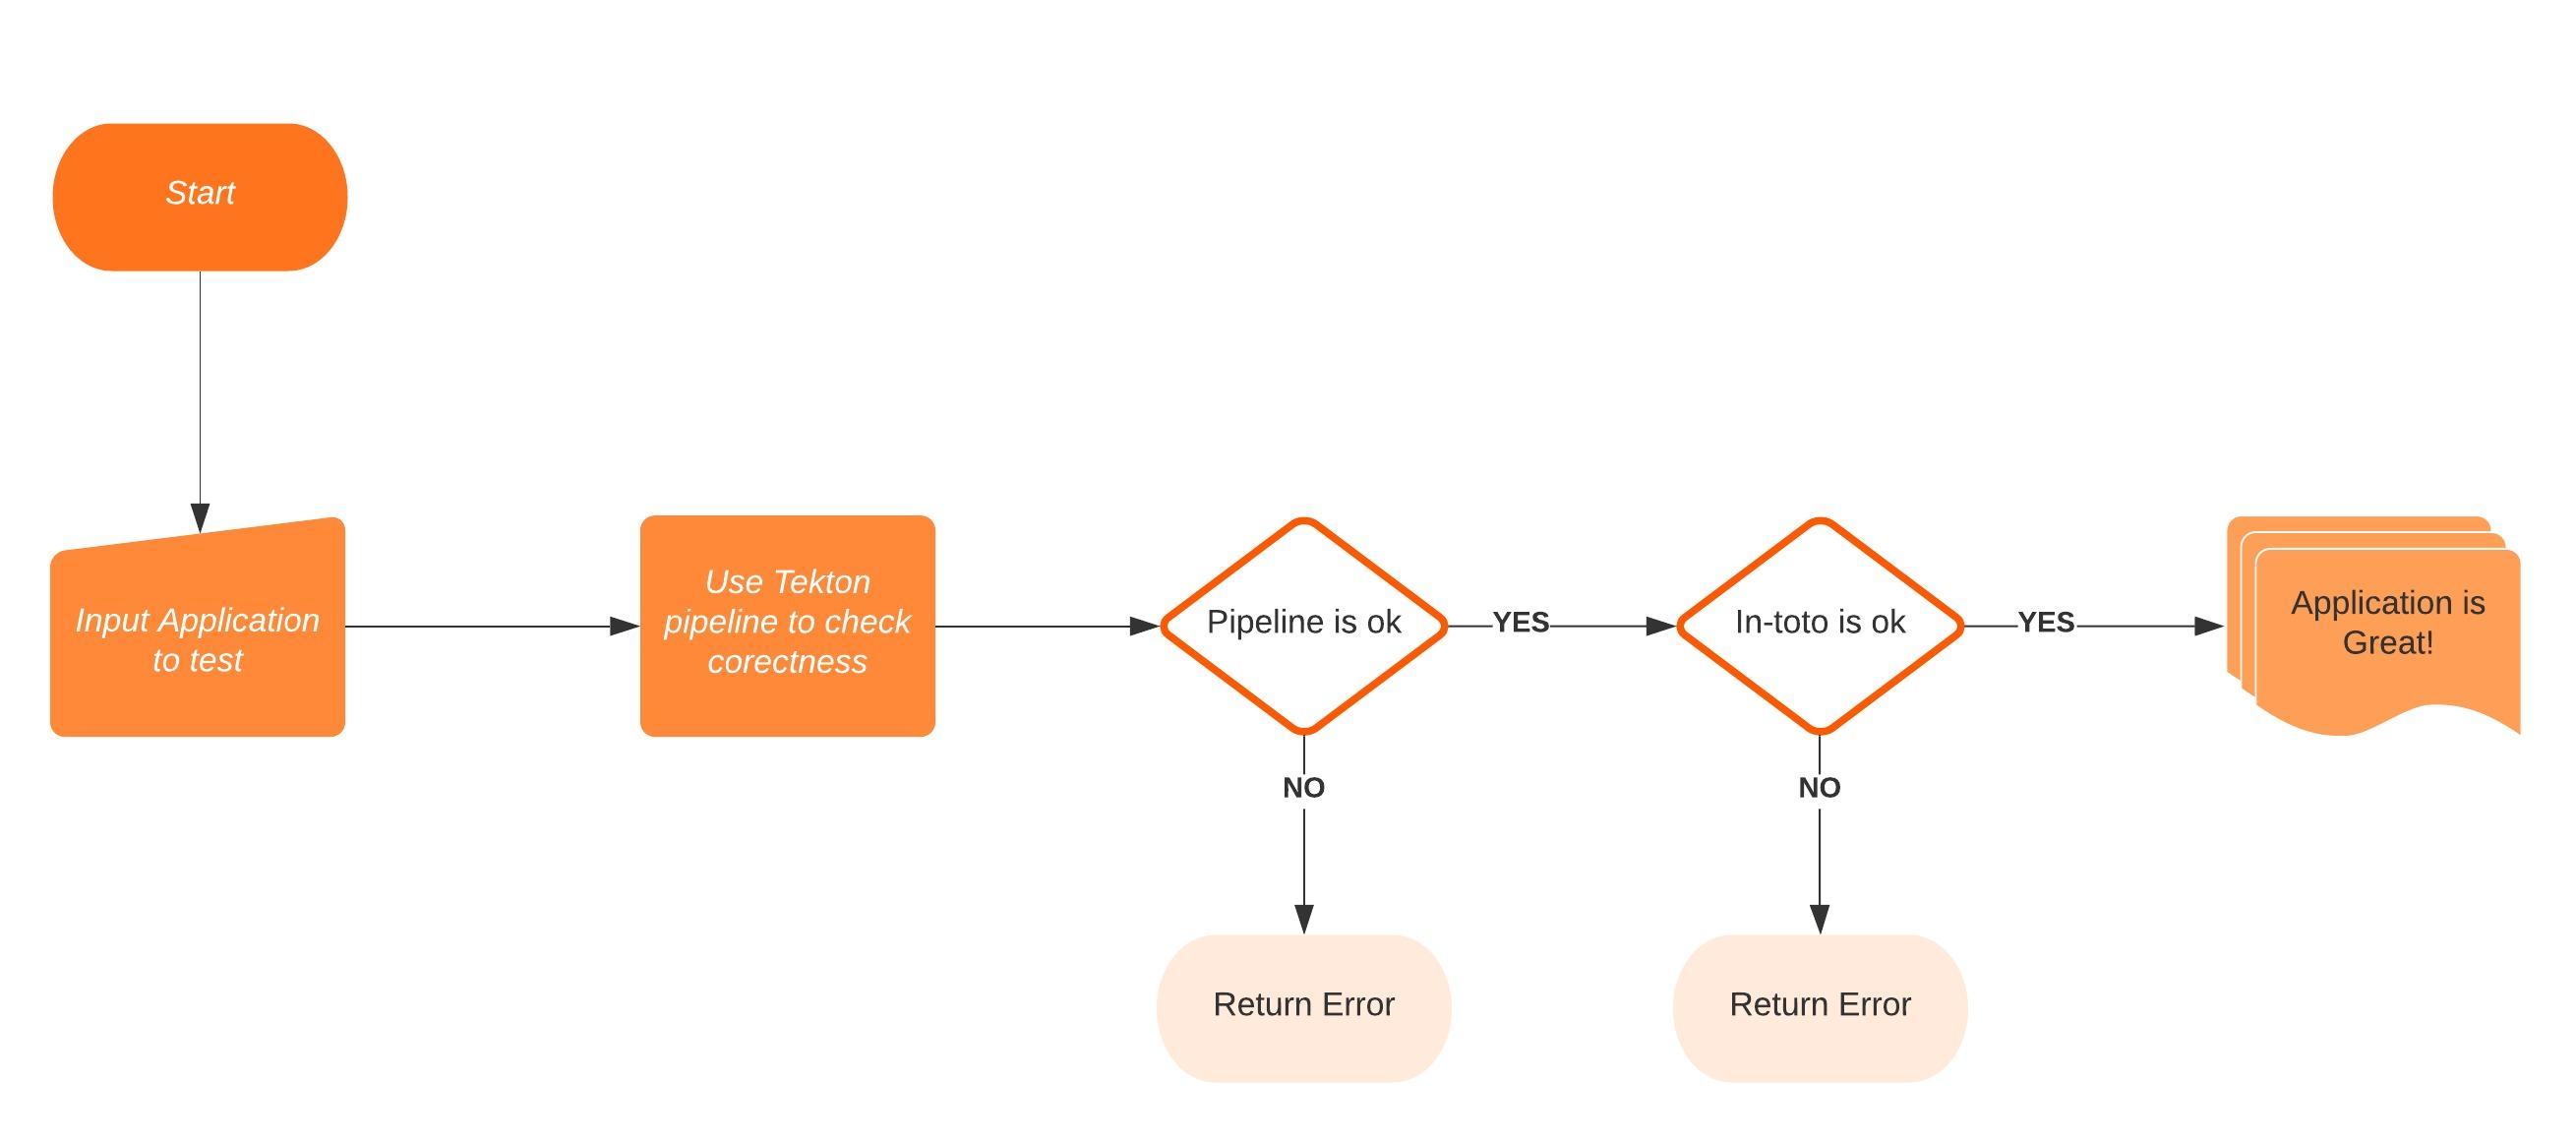 Start
Input Application
to test
Use Tekton
pipeline to check
corectness
Pipeline is ok
YES
In-toto is ok
YES
Application is
Great!
NO
NO
Return Error
Return Error